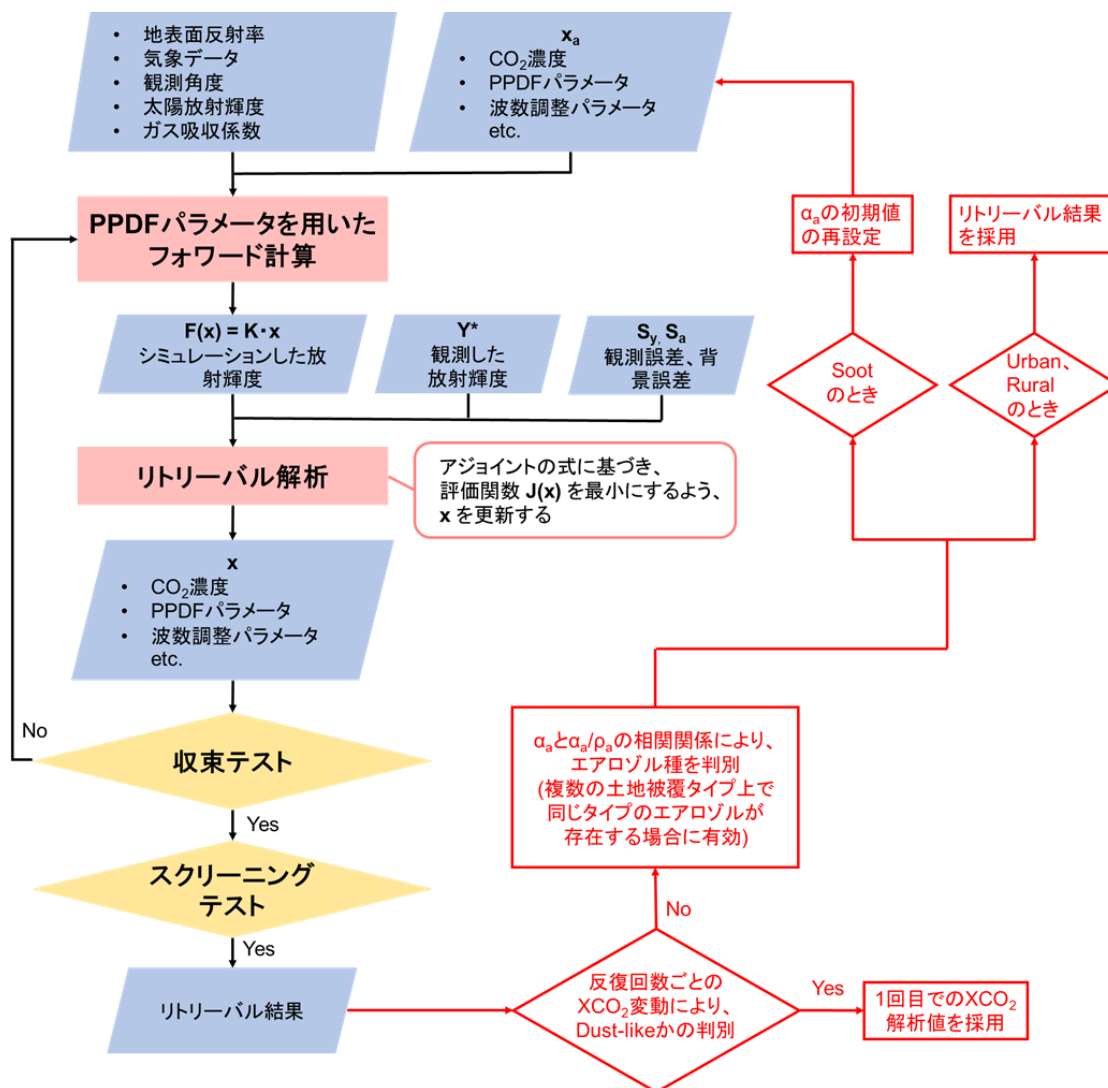 • 地表面反射率
• 気象データ
• 観測角度
• 太陽放射輝度
• ガス吸収係数
xₐ
• CO₂濃度
• PPDFパラメータ
• 波数調整パラメータ
etc.
PPDFパラメータを用いた
フォワード計算
F(x) = K・x
シミュレーションした放
射輝度
Y*
観測した
放射輝度
Sy, Sₐ
観測誤差、背
景誤差
リトリーバル解析
アジョイントの式に基づき、
評価関数 J(x) を最小にするよう、
x を更新する
x
• CO₂濃度
• PPDFパラメータ
• 波数調整パラメータ
etc.
No
収束テスト
Yes
スクリーニング
テスト
Yes
リトリーバル結果
反復回数ごとの
XCO₂変動により、
Dust-likeかの判別
Yes
1回目でのXCO₂
解析値を採用
No
αₐとαₐ/ρₐの相関関係により、
エアロゾル種を判別
(複数の土地被覆タイプ上で
同じタイプのエアロゾルが
存在する場合に有効)
Soot
のとき
Urban、
Rural
のとき
αₐの初期値
の再設定
リトリーバル結果
を採用